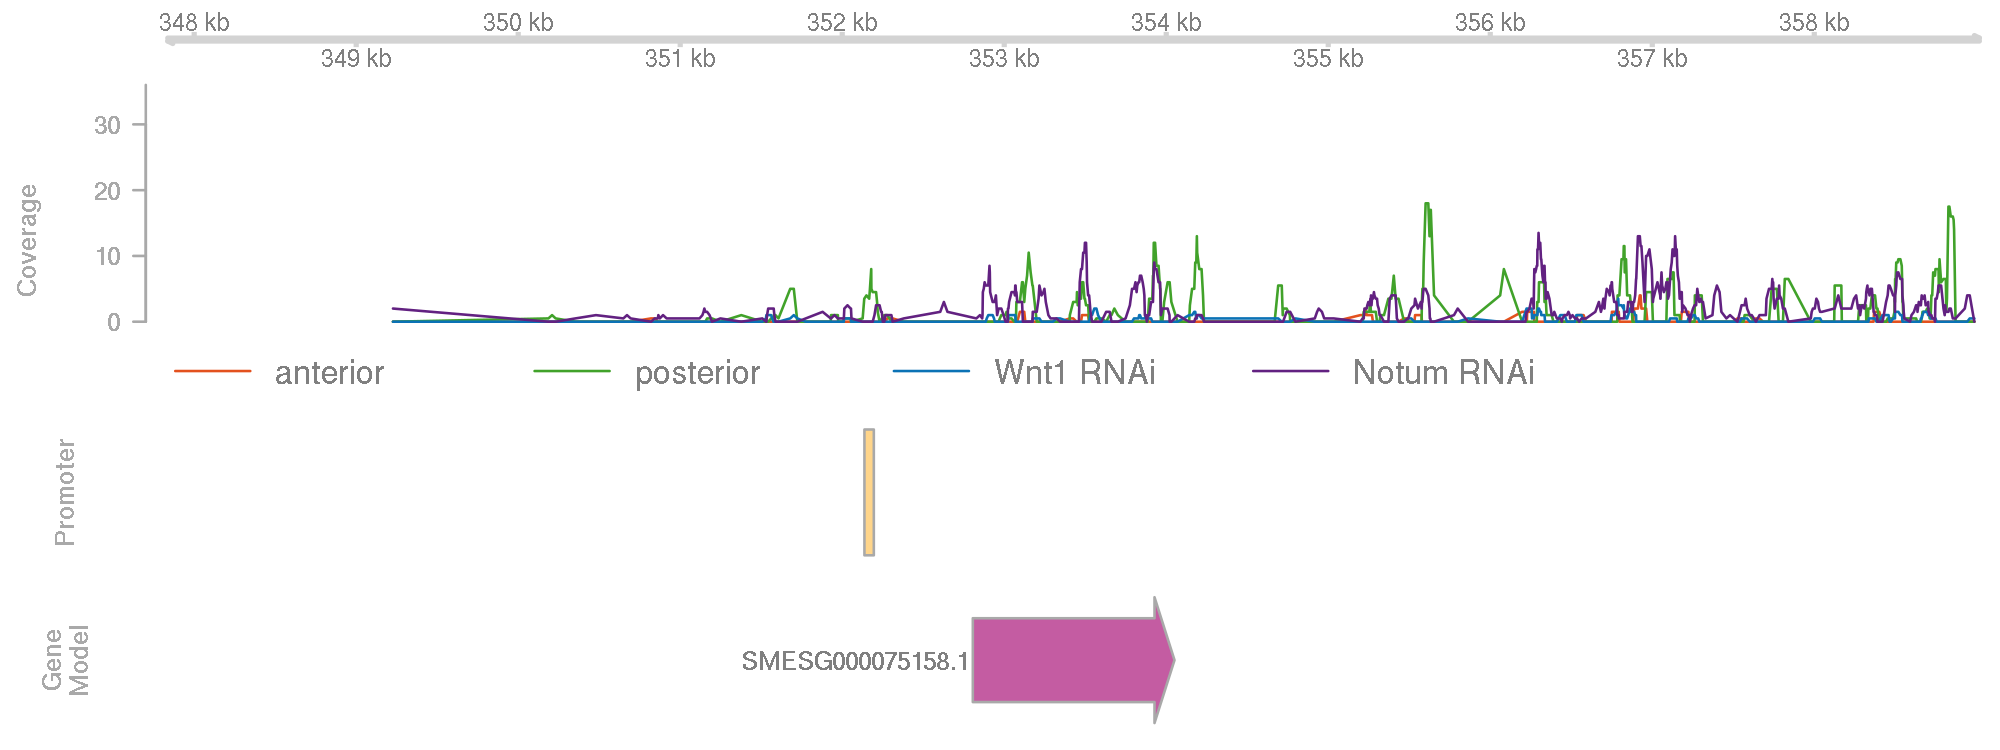 348 kb 350 kb 352 kb 354 kb 356 kb 358 kb
349 kb 351 kb 353 kb 355 kb 357 kb
Coverage
30
20
10
0
anterior posterior Wnt1 RNAi Notum RNAi
Promoter
Gene
Model
SMESG000075158.1